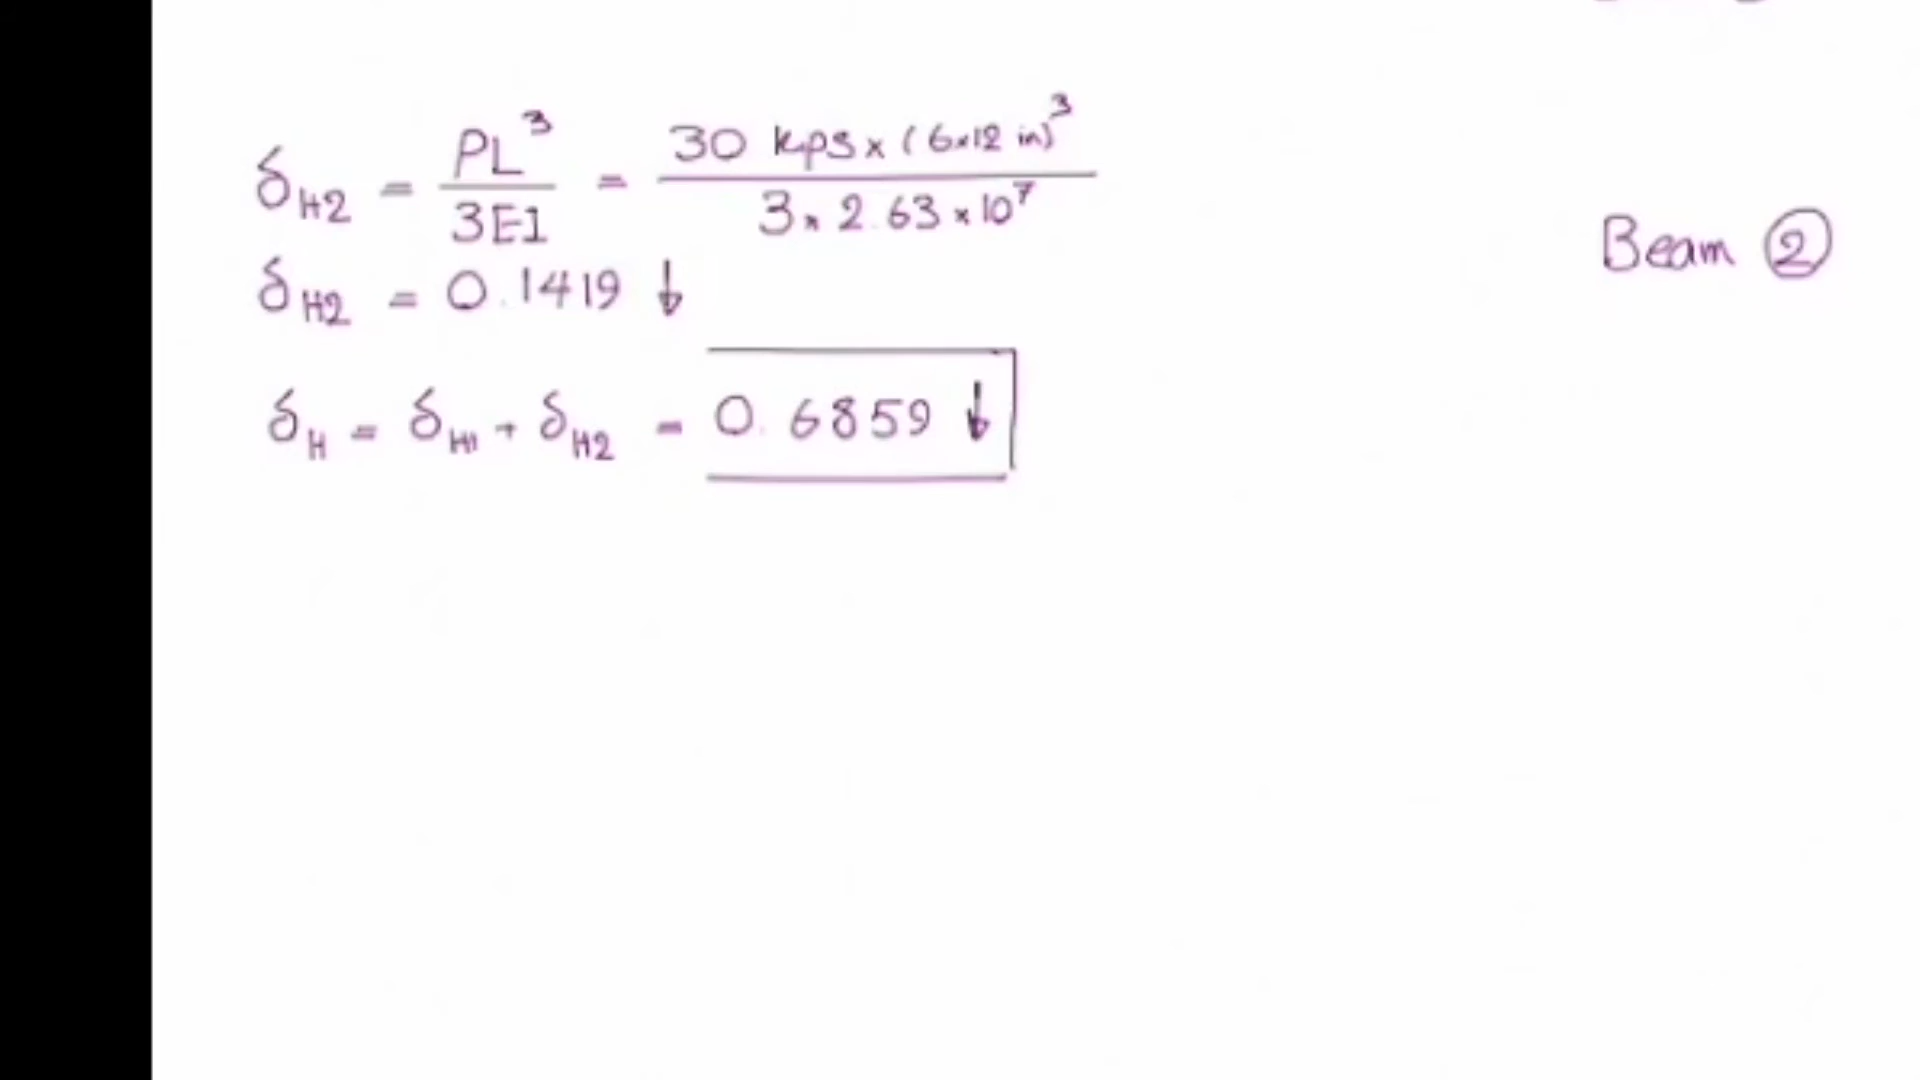 δH2 = PL³/3EI = 30 kips x (6x12 in)³/3 x 2.63 x 10⁷
Beam ②
δH2 = 0.1419 ↓
δH = δH1 + δH2 = 0.6859 ↓